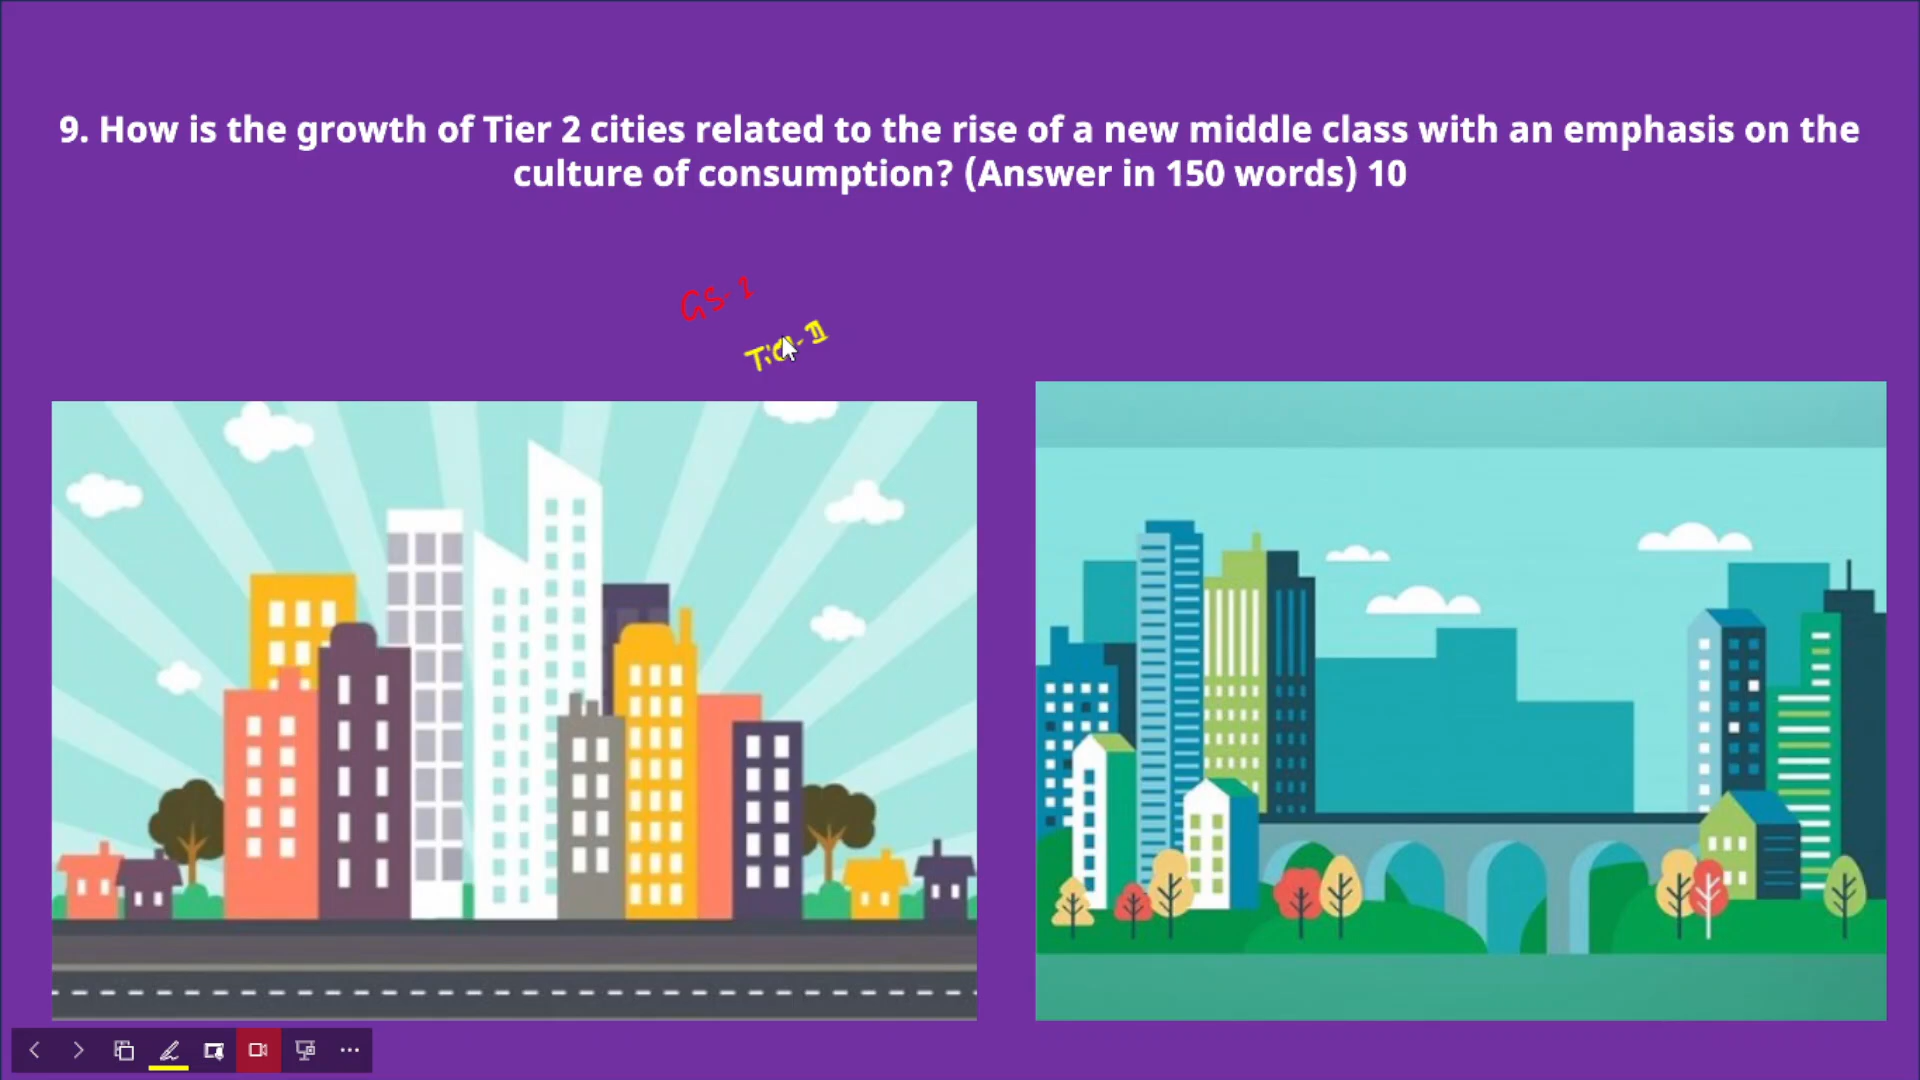 9. How is the growth of Tier 2 cities related to the rise of a new middle class with an emphasis on the
culture of consumption? (Answer in 150 words) 10
GS-1